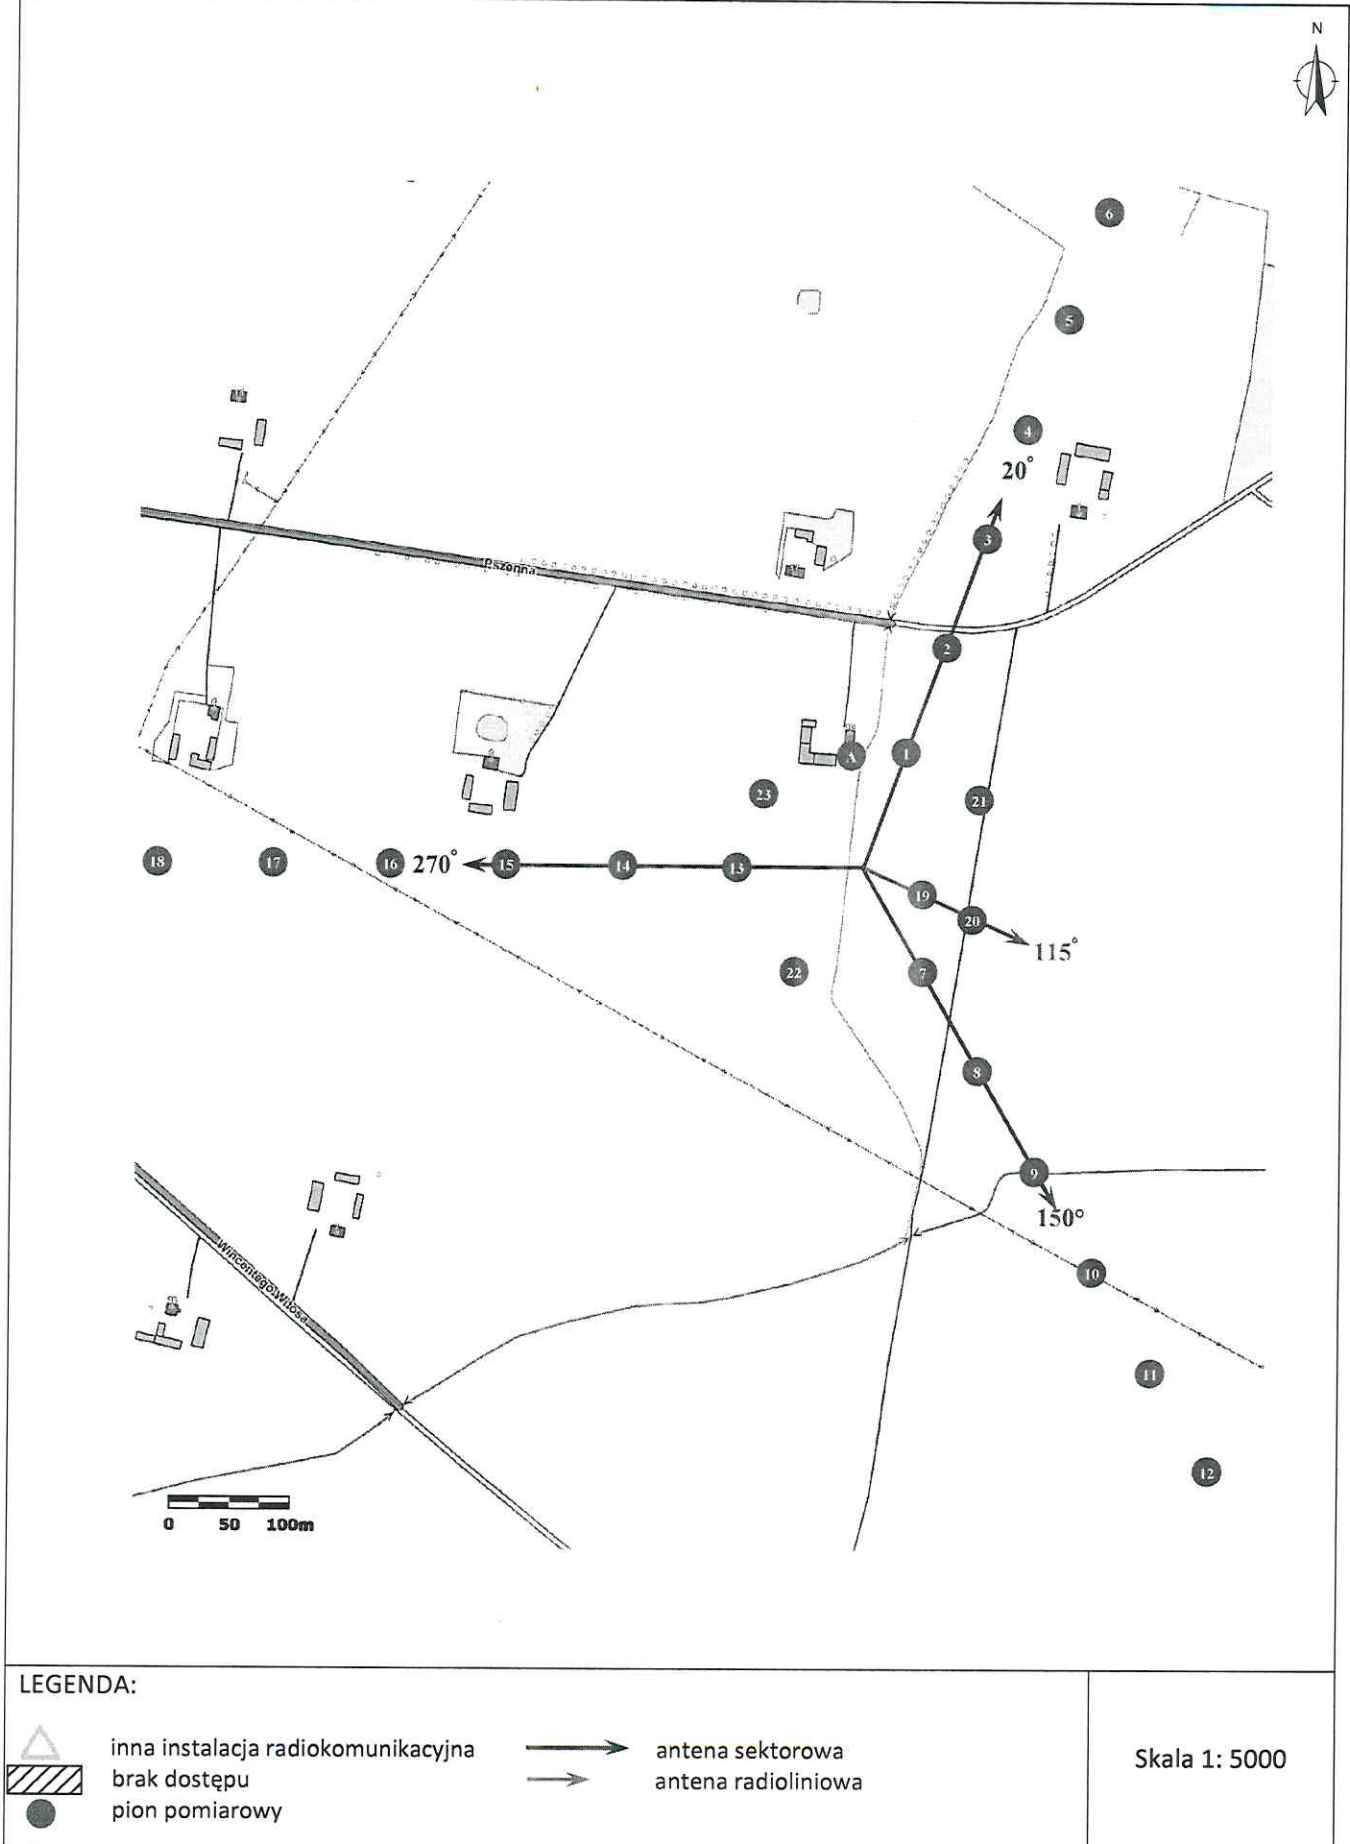 N
6
5
4
20°
3
Pszenna
2
A
1
23
21
18
17
16
270°
15
14
13
19
20
115°
22
7
8
9
150°
10
Wincentego Witosa
11
12
0 50 100m
LEGENDA:
inna instalacja radiokomunikacyjna
brak dostępu
pion pomiarowy
antena sektorowa
antena radioliniowa
Skala 1: 5000